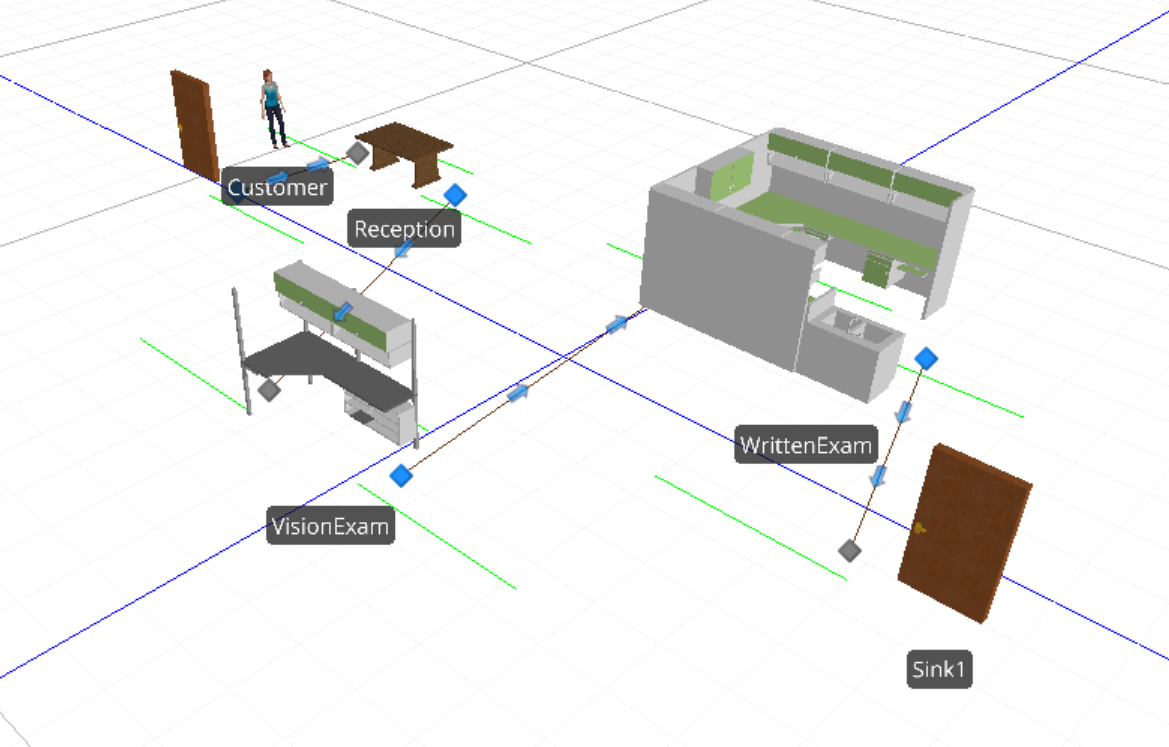 Customer
Reception
WrittenExam
VisionExam
Sink1